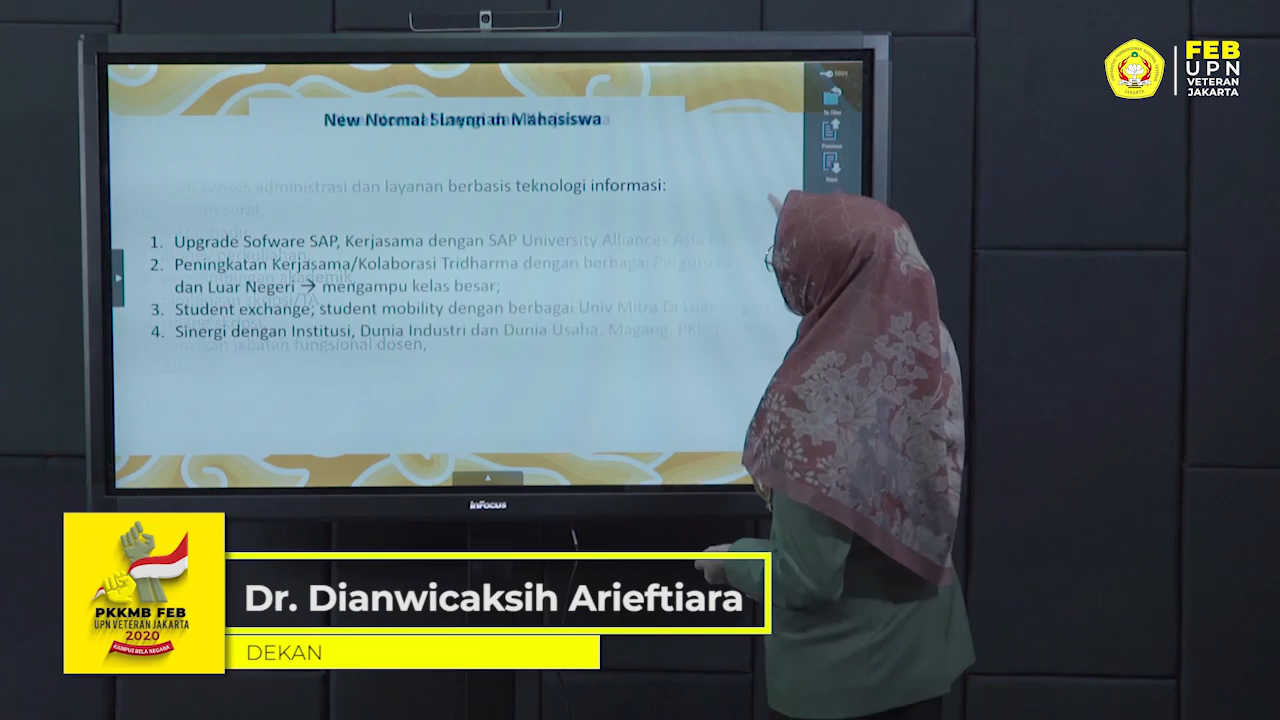 FEB
UPN
VETERAN
JAKARTA
New Normal Layanan Mahasiswa
proses administrasi dan layanan berbasis teknologi informasi:
surat,
1. Upgrade Sofware SAP, Kerjasama dengan SAP University Alliances Asia
2. Peningkatan Kerjasama/Kolaborasi Tridharma dengan berbagai
dan Luar Negeri → mengampu kelas besar;
3. Student exchange; student mobility dengan berbagai Univ Mitra Di Luar
4. Sinergi dengan Institusi, Dunia Industri dan Dunia Usaha: Magang,
jabatan fungsional dosen,
InFocus
PKKMB FEB
UPN VETERAN JAKARTA
2020
KAMPUS BELA NEGARA
Dr. Dianwicaksih Arieftiara
DEKAN